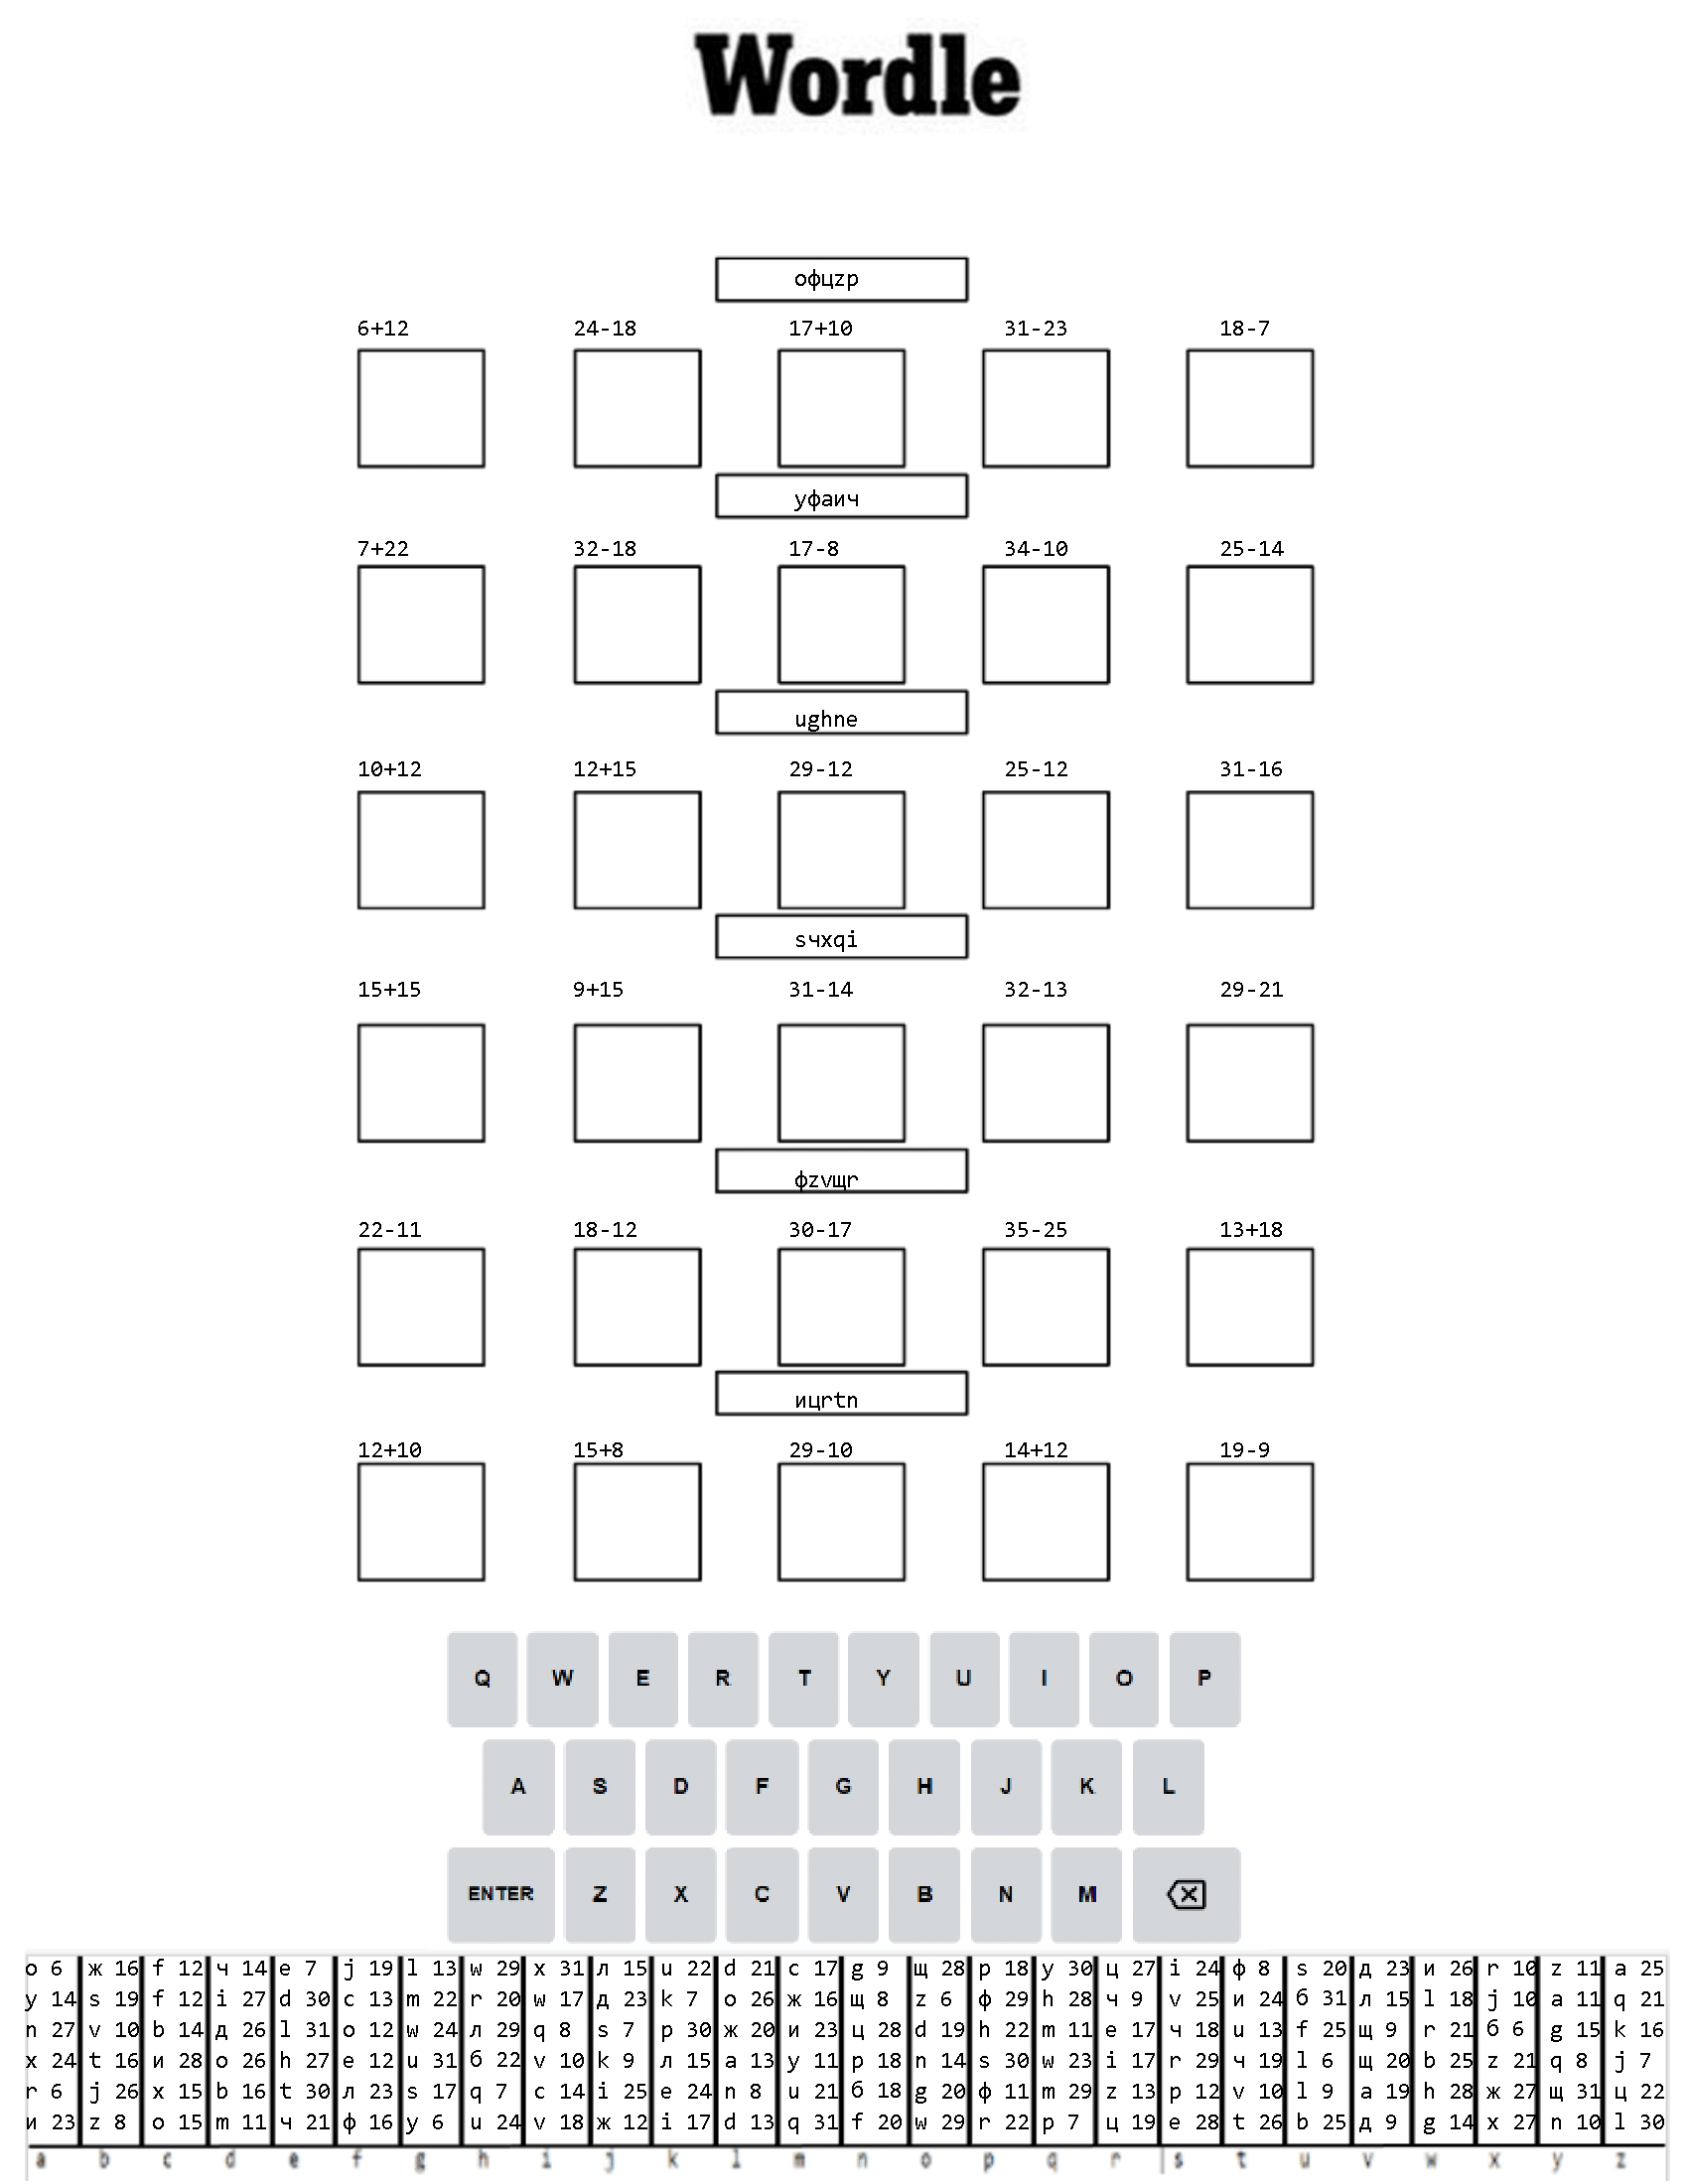 Wordle
oфцzp
6+12 24-18 17+10 31-23 18-7
уфаич
7+22 32-18 17-8 34-10 25-14
ughne
10+12 12+15 29-12 25-12 31-16
sчxqi
15+15 9+15 31-14 32-13 29-21
фzvщr
22-11 18-12 30-17 35-25 13+18
ицrtn
12+10 15+8 29-10 14+12 19-9
Q W E R T Y U I O P
A S D F G H J K L
ENTER Z X C V B N M
o 6 ж 16 f 12 ч 14 e 7 j 19 l 13 w 29 x 31 л 15 u 22 d 21 c 17 g 9 щ 28 p 18 y 30 ц 27 i 24 ф 8 s 20 д 23 и 26 r 10 z 11 a 25
y 14 s 19 f 12 i 27 d 30 c 13 m 22 r 20 w 17 д 23 k 7 o 26 ж 16 щ 8 z 6 ф 29 h 28 ч 9 v 25 и 24 б 31 л 15 l 18 j 10 a 11 q 21
n 27 v 10 b 14 д 26 l 31 o 12 w 24 л 29 q 8 s 7 p 30 ж 20 и 23 ц 28 d 19 h 22 m 11 e 17 ч 18 u 13 f 25 щ 9 r 21 б 6 g 15 k 16
x 24 t 16 и 28 o 26 h 27 e 12 u 31 б 22 v 10 k 9 л 15 a 13 y 11 p 18 n 14 s 30 w 23 i 17 r 29 ч 19 l 6 щ 20 b 25 z 21 q 8 j 7
r 6 j 26 x 15 b 16 t 30 л 23 s 17 q 7 c 14 i 25 e 24 n 8 u 21 б 18 g 20 ф 11 m 29 z 13 p 12 v 10 l 9 a 19 h 28 ж 27 щ 31 ц 22
и 23 z 8 o 15 m 11 ч 21 ф 16 y 6 u 24 v 18 ж 12 i 17 d 13 q 31 f 20 w 29 r 22 p 7 ц 19 e 28 t 26 b 25 д 9 g 14 x 27 n 10 l 30
a b c d e f g h i j k l m n o p q r s t u v w x y z